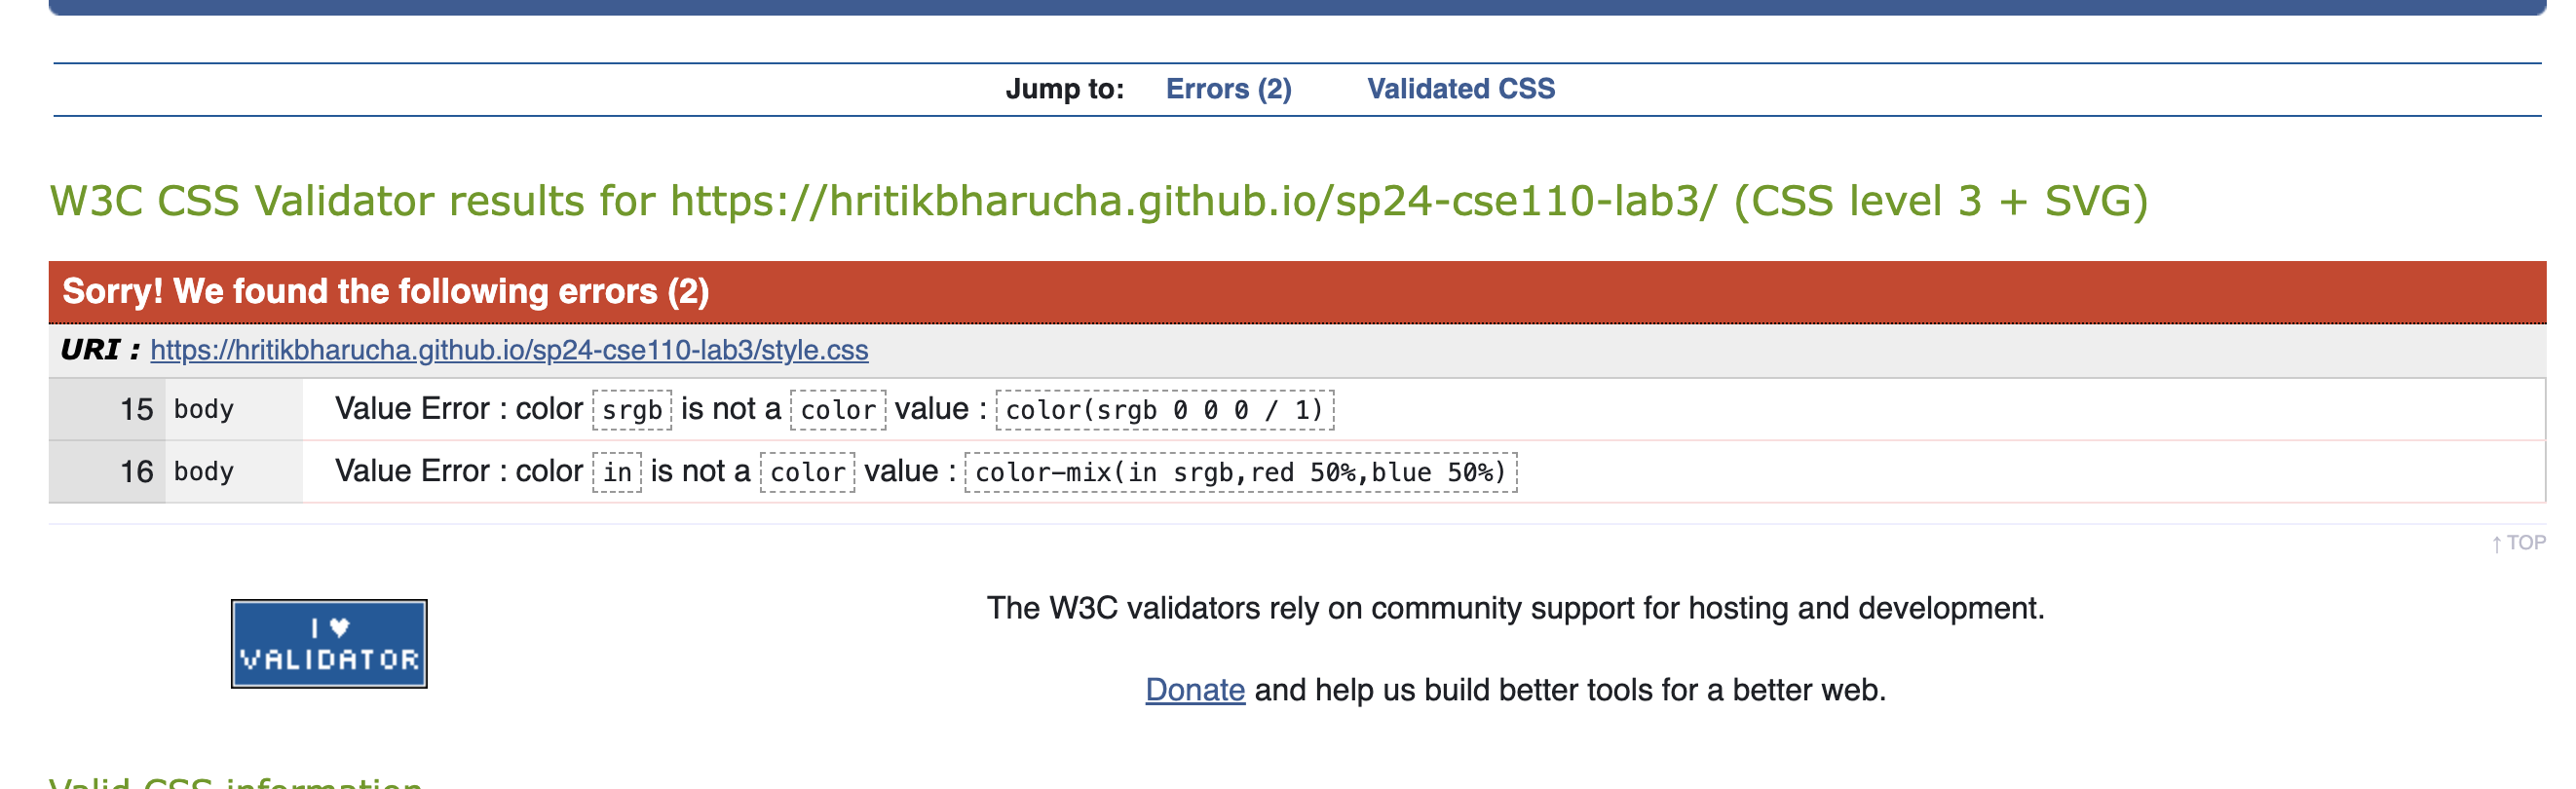 Jump to: Errors (2) Validated CSS
W3C CSS Validator results for https://hritikbharucha.github.io/sp24-cse110-lab3/ (CSS level 3 + SVG)
Sorry! We found the following errors (2)
URI : https://hritikbharucha.github.io/sp24-cse110-lab3/style.css
15 body Value Error : color srgb is not a color value : color(srgb 0 0 0 / 1)
16 body Value Error : color in is not a color value : color-mix(in srgb,red 50%,blue 50%)
↑ TOP
I ♥
VALIDATOR
The W3C validators rely on community support for hosting and development.
Donate and help us build better tools for a better web.
Valid CSS information